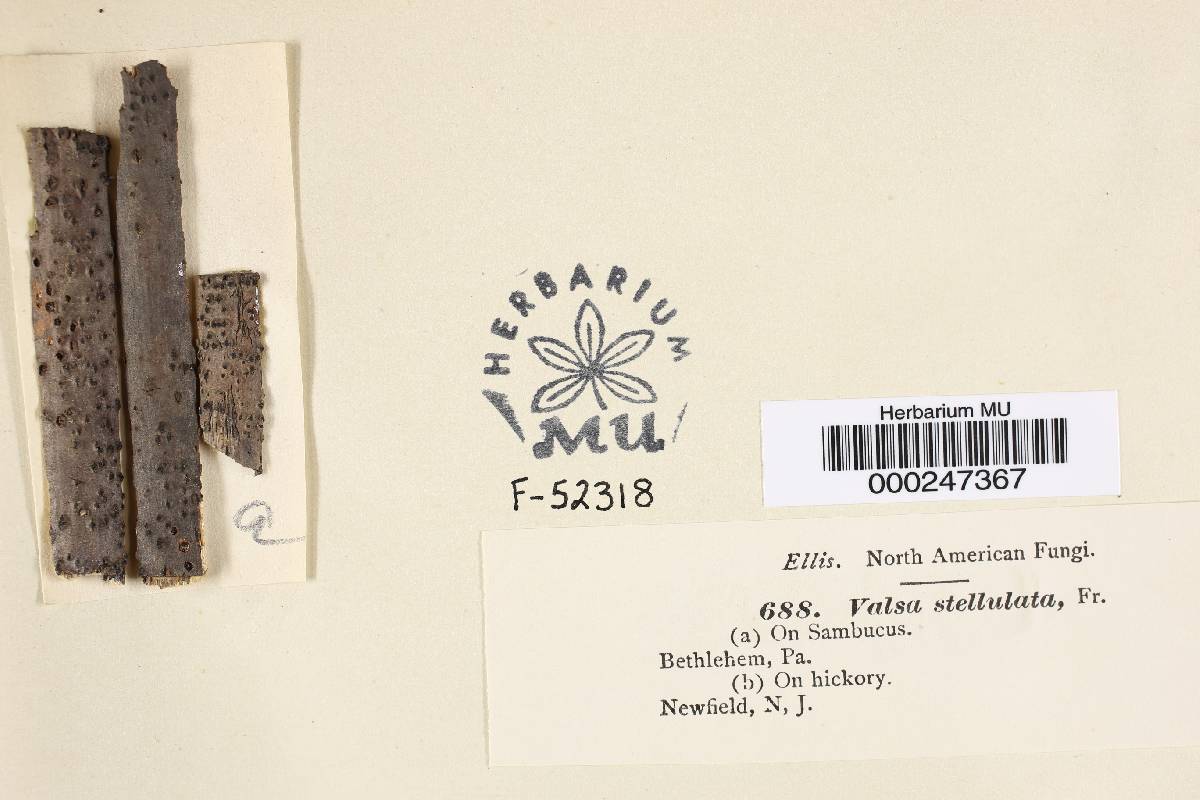 HERBARIUM
MU
F-52318
Herbarium MU
000247367
a
Ellis. North American Fungi.
688. Valsa stellulata, Fr.
(a) On Sambucus.
Bethlehem, Pa.
(b) On hickory.
Newfield, N, J.